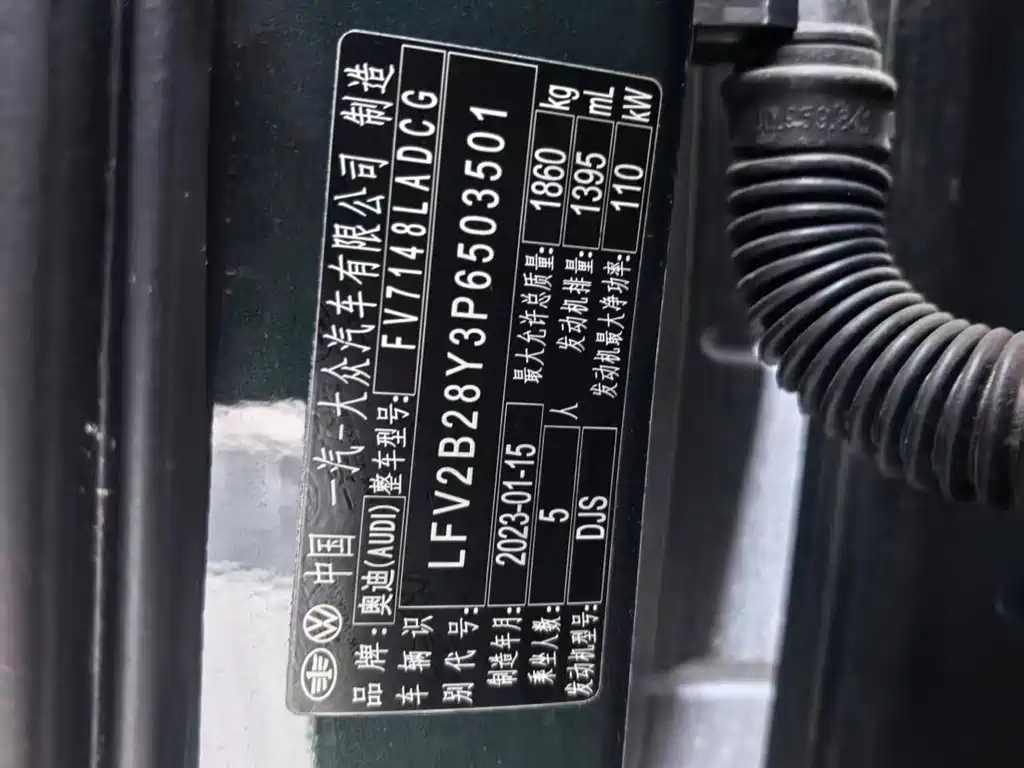 中国 一汽-大众汽车有限公司 制造
品牌: 奥迪(AUDI) 整车型号: FV7148LADCG
车辆识别代号: LFV2B28Y3P6503501
制造年月: 2023-01-15 最大允许总质量: 1860 kg
乘坐人数: 5 人 发动机排量: 1395 mL
发动机型号: DJS 发动机最大净功率: 110 kW